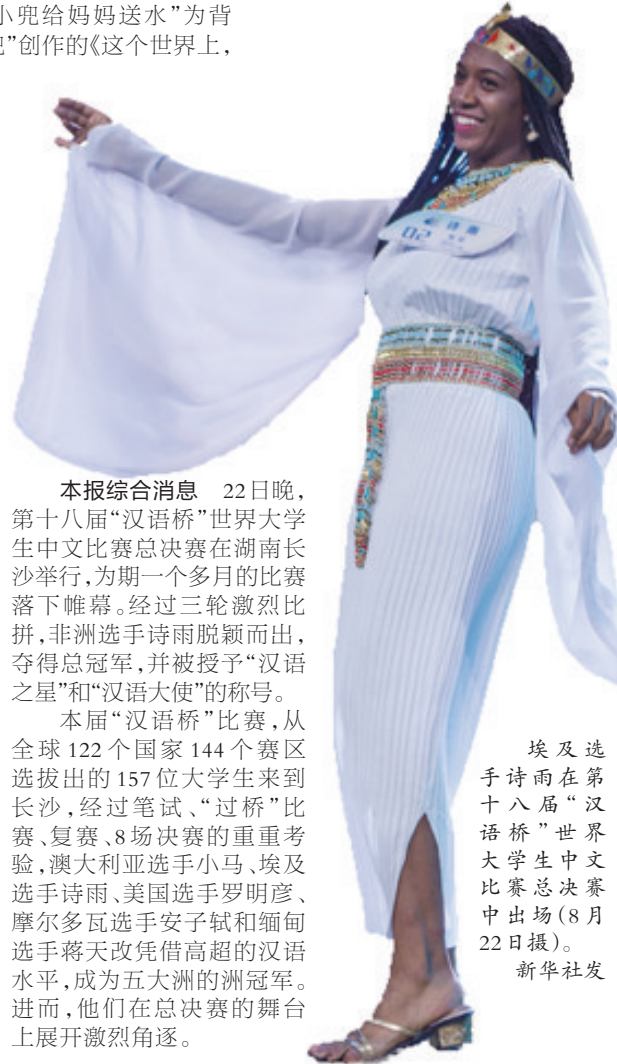 小兜给妈妈送水”为背
”创作的《这个世界上，
02 诗雨
本报综合消息　22日晚，
第十八届“汉语桥”世界大学
生中文比赛总决赛在湖南长
沙举行，为期一个多月的比赛
落下帷幕。经过三轮激烈比
拼，非洲选手诗雨脱颖而出，
夺得总冠军，并被授予“汉语
之星”和“汉语大使”的称号。
本届“汉语桥”比赛，从
全球122个国家144个赛区
选拔出的157位大学生来到
长沙，经过笔试、“过桥”比
赛、复赛、8场决赛的重重考
验，澳大利亚选手小马、埃及
选手诗雨、美国选手罗明彦、
摩尔多瓦选手安子轼和缅甸
选手蒋天改凭借高超的汉语
水平，成为五大洲的洲冠军。
进而，他们在总决赛的舞台
上展开激烈角逐。
埃及选
手诗雨在第
十八届“汉
语桥”世界
大学生中文
比赛总决赛
中出场（8月
22日摄）。
新华社发